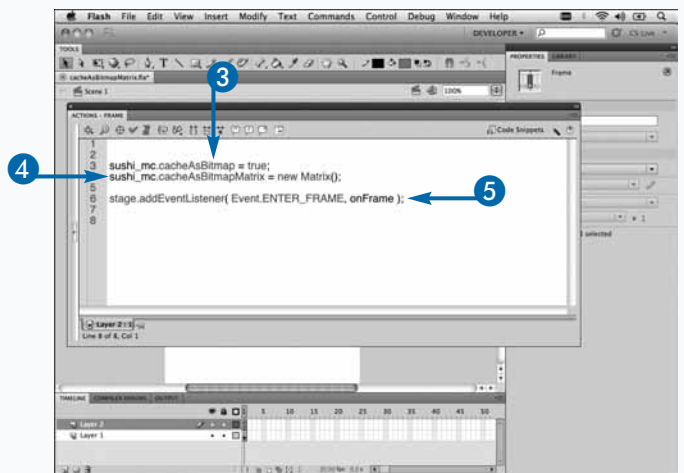 Flash File Edit View Insert Modify Text Commands Control Debug Window Help
DEVELOPER CS Live
TOOLS
PROPERTIES LIBRARY
cacheAsBitmapMatrix.fla*
Frame
3
Scene 1
100%
ACTIONS - FRAME
Code Snippets
1
2
3 sushi_mc.cacheAsBitmap = true;
4
4 sushi_mc.cacheAsBitmapMatrix = new Matrix();
5
6 stage.addEventListener( Event.ENTER_FRAME, onFrame );
5
7
8
selected
Layer 2 : 1
Line 8 of 8, Col 1
TIMELINE COMPILER ERRORS OUTPUT
1 5 10 15 20 25 30 35 40 45 50
Layer 2
Layer 1